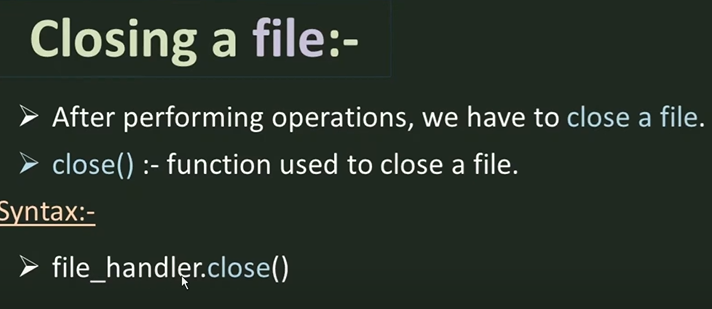 Closing a file:-
➢ After performing operations, we have to close a file.
➢ close() :- function used to close a file.
Syntax:-
➢ file_handler.close()